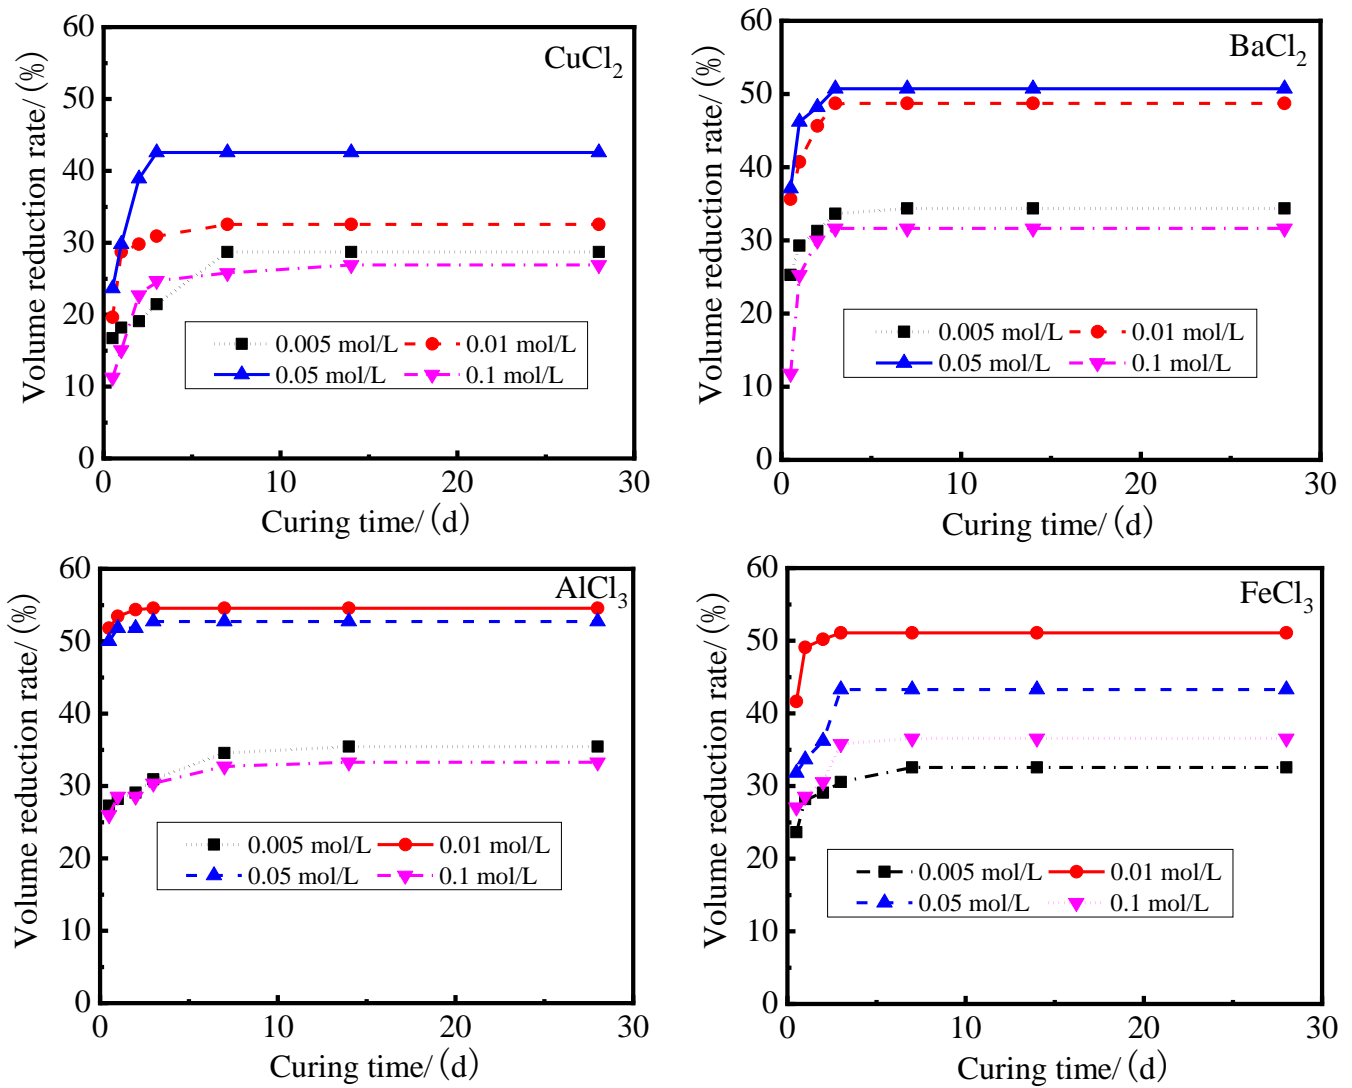 CuCl2
Volume reduction rate/ (%)
60
50
40
30
20
10
0
0 10 20 30
Curing time/ (d)
0.005 mol/L 0.01 mol/L
0.05 mol/L 0.1 mol/L
BaCl2
Volume reduction rate/ (%)
60
50
40
30
20
10
0
0 10 20 30
Curing time/ (d)
0.005 mol/L 0.01 mol/L
0.05 mol/L 0.1 mol/L
AlCl3
Volume reduction rate/ (%)
60
50
40
30
20
10
0
0 10 20 30
Curing time/ (d)
0.005 mol/L 0.01 mol/L
0.05 mol/L 0.1 mol/L
FeCl3
Volume reduction rate/ (%)
60
50
40
30
20
10
0
0 10 20 30
Curing time/ (d)
0.005 mol/L 0.01 mol/L
0.05 mol/L 0.1 mol/L